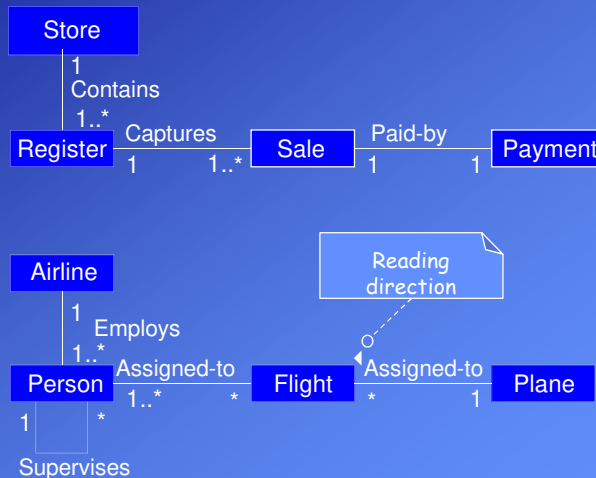 Store
1
Contains
1..*
Register
Captures
1
1..*
Sale
Paid-by
1
1
Payment
Airline
1
Employs
1..*
Reading
direction
Person
Assigned-to
1..*
*
Flight
Assigned-to
*
1
Plane
1
*
Supervises